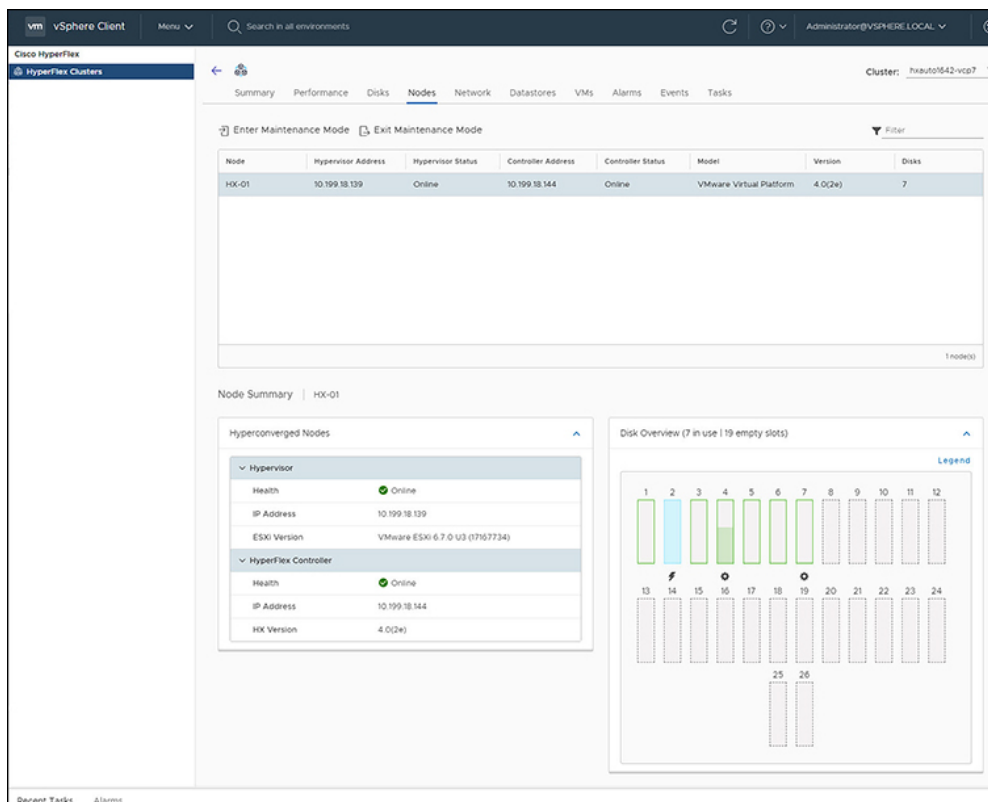 vm vSphere Client Menu Search in all environments Administrator@VSPHERE.LOCAL
Cisco HyperFlex
HyperFlex Clusters
Cluster: hxauto1642-vcp7
Summary Performance Disks Nodes Network Datastores VMs Alarms Events Tasks
Enter Maintenance Mode Exit Maintenance Mode Filter
Node Hypervisor Address Hypervisor Status Controller Address Controller Status Model Version Disks
HX-01 10.199.18.139 Online 10.199.18.144 Online VMware Virtual Platform 4.0(2e) 7
1 node(s)
Node Summary HX-01
Hyperconverged Nodes
Hypervisor
Health Online
IP Address 10.199.18.139
ESXi Version VMware ESXi 6.7.0 U3 (17167734)
HyperFlex Controller
Health Online
IP Address 10.199.18.144
HX Version 4.0(2e)
Disk Overview (7 in use | 19 empty slots)
Legend
1 2 3 4 5 6 7 8 9 10 11 12
13 14 15 16 17 18 19 20 21 22 23 24
25 26
Recent Tasks Alarms